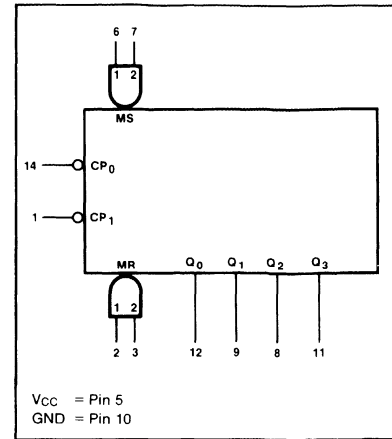 6 7
1 2
MS
14 CP0
1 CP1
MR Q0 Q1 Q2 Q3
1 2
2 3 12 9 8 11
VCC = Pin 5
GND = Pin 10